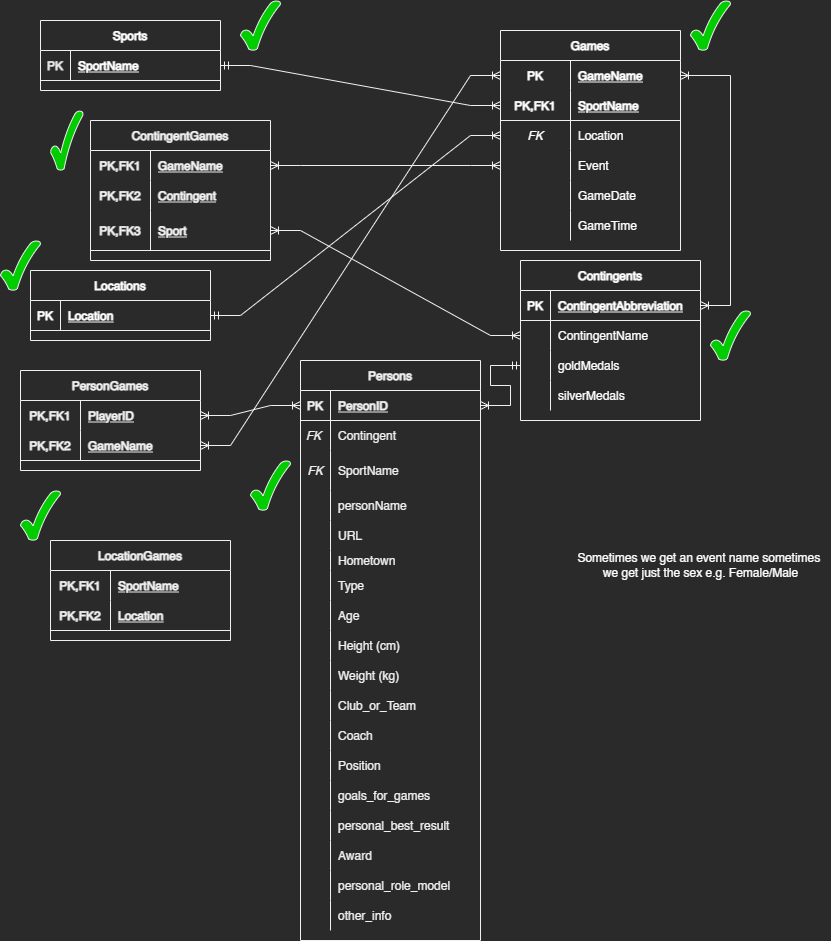 Sports
PK SportName
Games
PK GameName
PK,FK1 SportName
FK Location
Event
GameDate
GameTime
ContingentGames
PK,FK1 GameName
PK,FK2 Contingent
PK,FK3 Sport
Locations
PK Location
Contingents
PK ContingentAbbreviation
ContingentName
goldMedals
silverMedals
PersonGames
PK,FK1 PlayerID
PK,FK2 GameName
Persons
PK PersonID
FK Contingent
FK SportName
personName
URL
Hometown
Type
Age
Height (cm)
Weight (kg)
Club_or_Team
Coach
Position
goals_for_games
personal_best_result
Award
personal_role_model
other_info
LocationGames
PK,FK1 SportName
PK,FK2 Location
Sometimes we get an event name sometimes
we get just the sex e.g. Female/Male